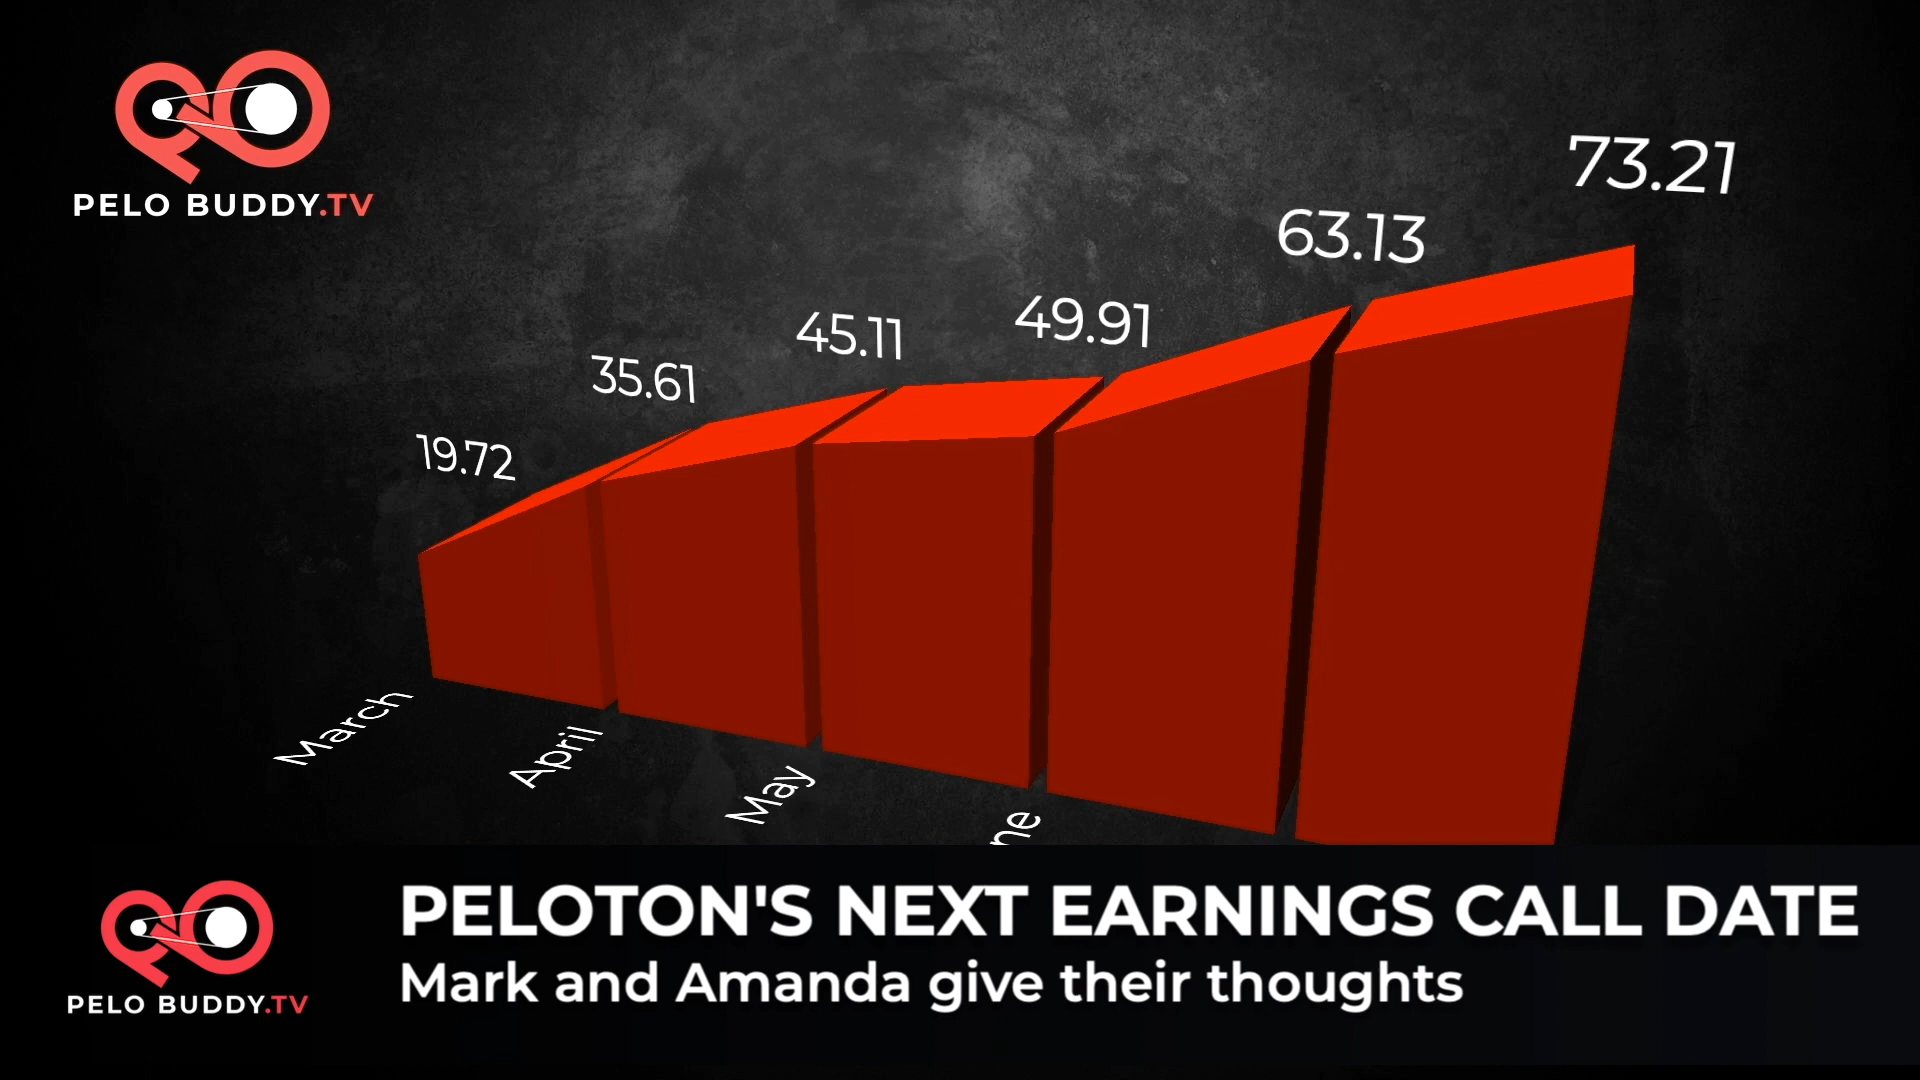 PELO BUDDY.TV
73.21
63.13
49.91
45.11
35.61
19.72
March
April
May
ne
PELOTON'S NEXT EARNINGS CALL DATE
Mark and Amanda give their thoughts
PELO BUDDY.TV